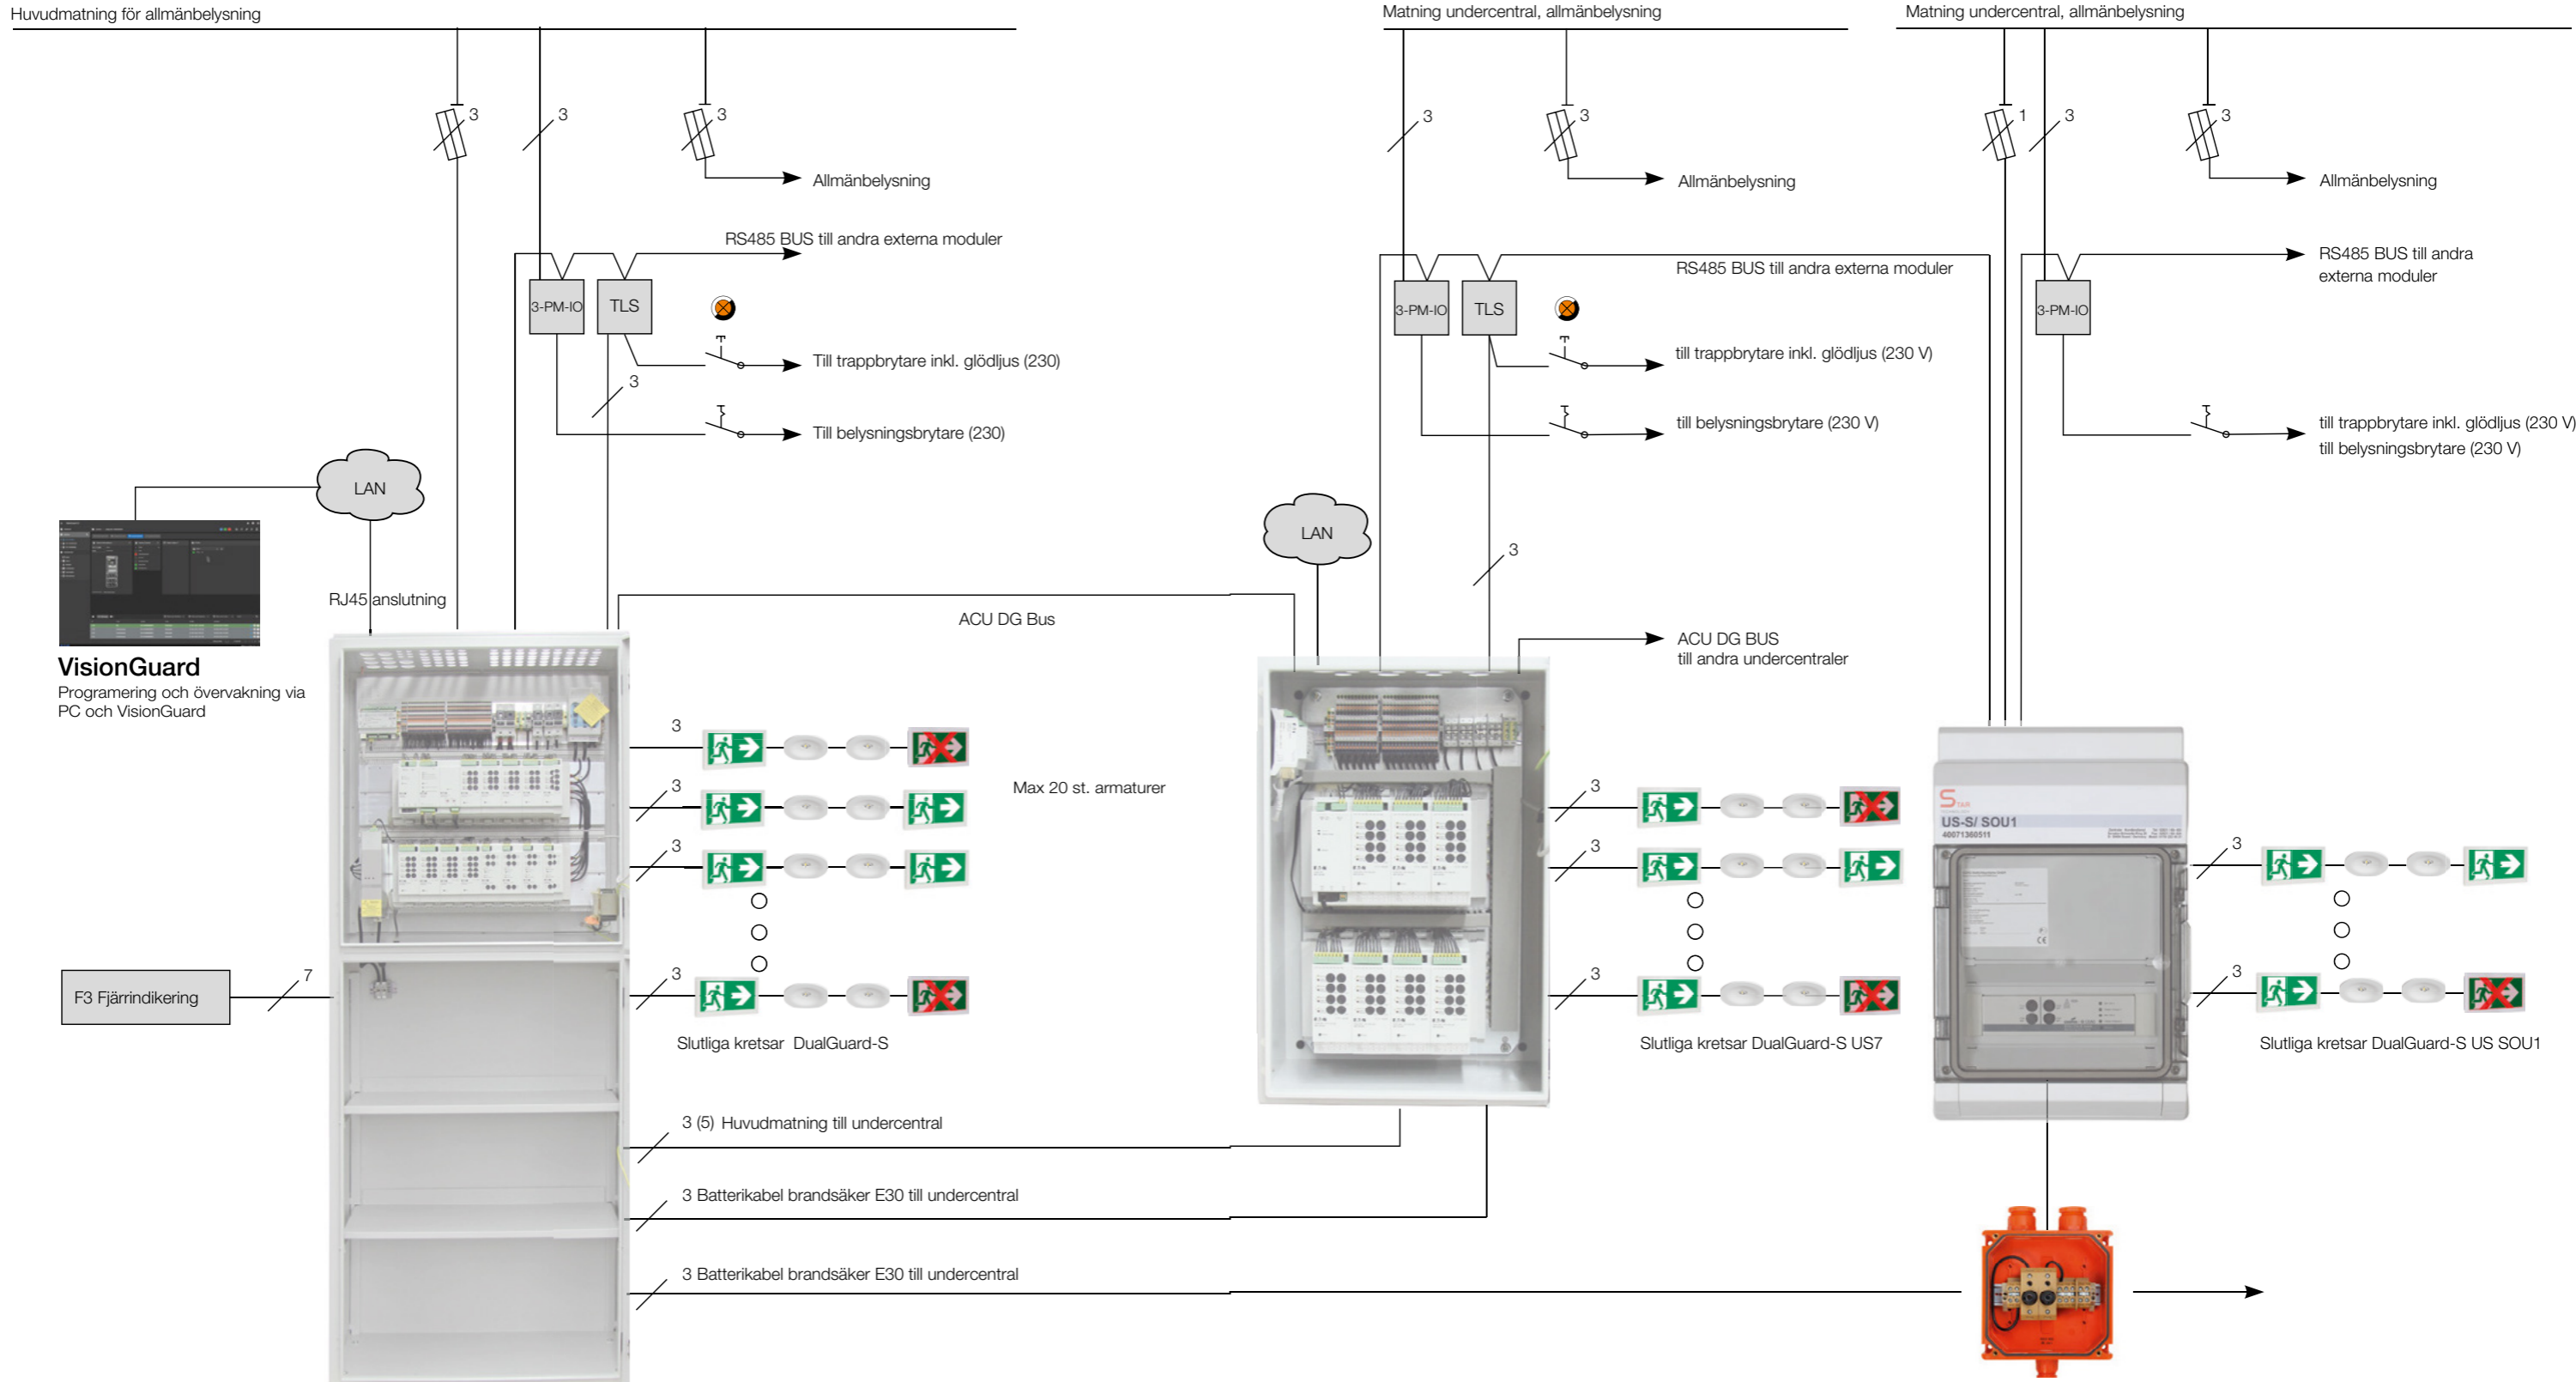 Huvudmatning för allmänbelysning
Matning undercentral, allmänbelysning
Matning undercentral, allmänbelysning
3
3
3
3
3
1
3
3
Allmänbelysning
Allmänbelysning
Allmänbelysning
RS485 BUS till andra externa moduler
RS485 BUS till andra externa moduler
RS485 BUS till andra
externa moduler
3-PM-IO
TLS
3-PM-IO
TLS
3-PM-IO
Till trappbrytare inkl. glödljus (230)
3
Till belysningsbrytare (230)
till trappbrytare inkl. glödljus (230 V)
till belysningsbrytare (230 V)
till trappbrytare inkl. glödljus (230 V)
till belysningsbrytare (230 V)
LAN
LAN
3
RJ45 anslutning
ACU DG Bus
ACU DG BUS
till andra undercentraler
VisionGuard
Programering och övervakning via
PC och VisionGuard
3
3
3
3
Max 20 st. armaturer
3
3
3
STAR
US-S/ SOU1
40071360511
3
3
F3 Fjärrindikering
7
Slutliga kretsar DualGuard-S
Slutliga kretsar DualGuard-S US7
Slutliga kretsar DualGuard-S US SOU1
3 (5) Huvudmatning till undercentral
3 Batterikabel brandsäker E30 till undercentral
3 Batterikabel brandsäker E30 till undercentral